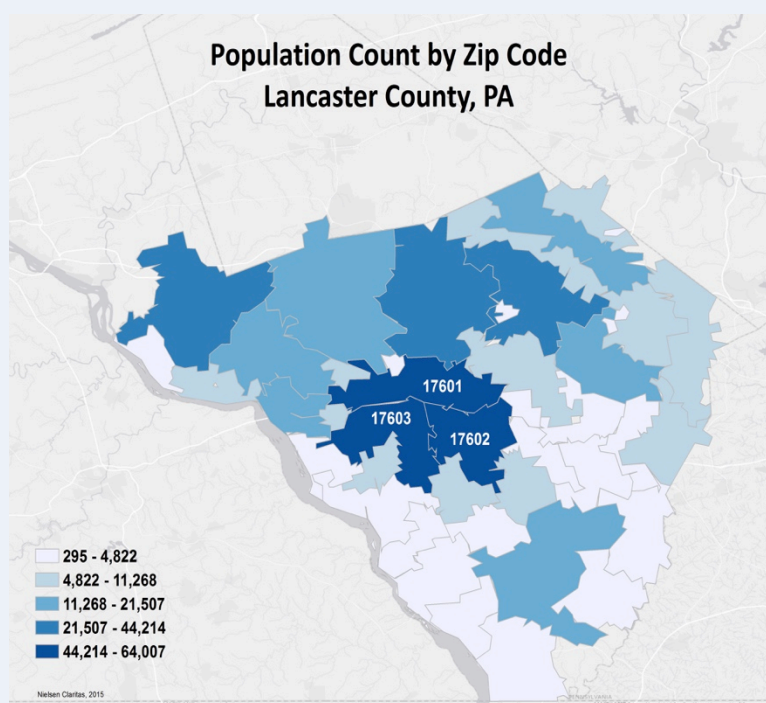 Population Count by Zip Code
Lancaster County, PA
17601
17603
17602
295 - 4,822
4,822 - 11,268
11,268 - 21,507
21,507 - 44,214
44,214 - 64,007
Nielsen Claritas, 2015